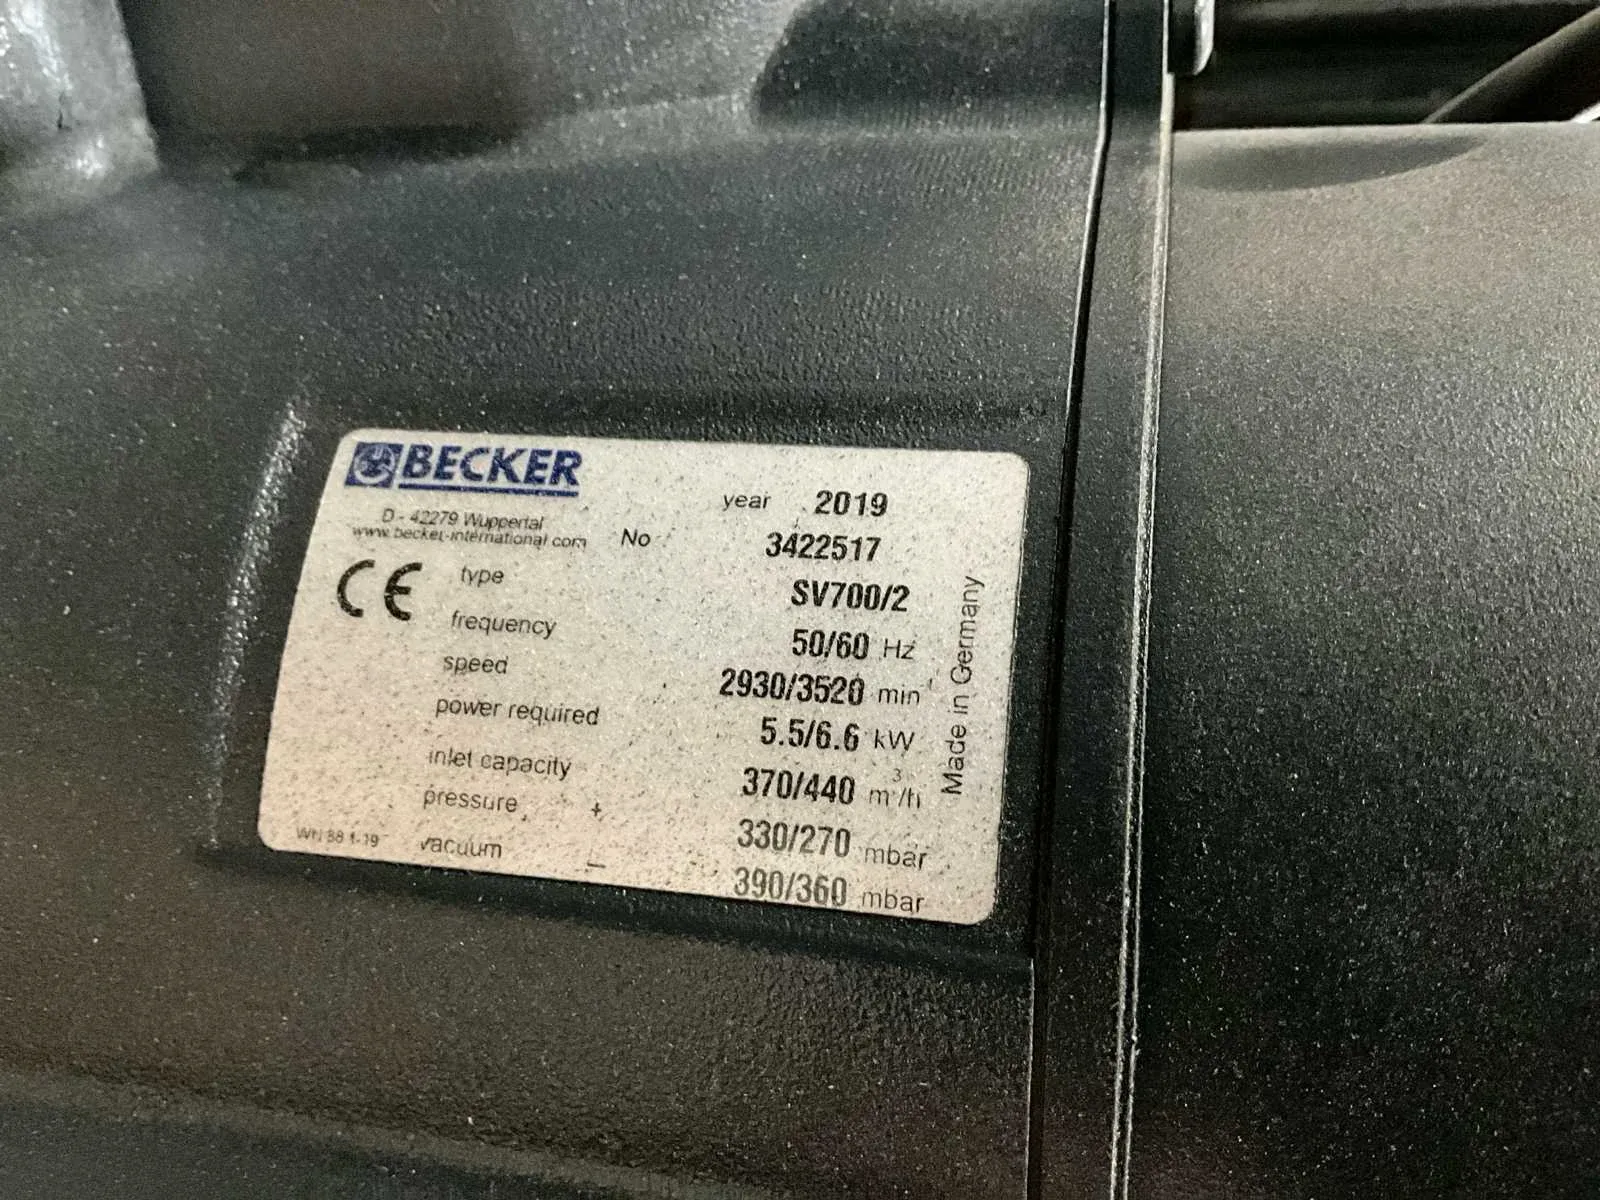 BECKER
D - 42279 Wuppertal
www.becker-international.com
year 2019
No 3422517
CE
type SV700/2
frequency 50/60 Hz
speed 2930/3520 min
power required 5.5/6.6 kW
inlet capacity 370/440 m³/h
pressure + 330/270 mbar
vacuum - 390/360 mbar
Made in Germany